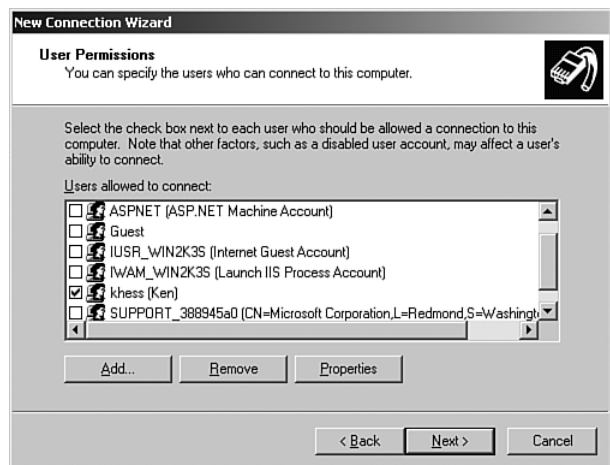 New Connection Wizard
User Permissions
You can specify the users who can connect to this computer.
Select the check box next to each user who should be allowed a connection to this
computer. Note that other factors, such as a disabled user account, may affect a user's
ability to connect.
Users allowed to connect:
ASPNET (ASP.NET Machine Account)
Guest
IUSR_WIN2K3S (Internet Guest Account)
IWAM_WIN2K3S (Launch IIS Process Account)
khess (Ken)
SUPPORT_388945a0 (CN=Microsoft Corporation,L=Redmond,S=Washingt
Add... Remove Properties
< Back Next > Cancel